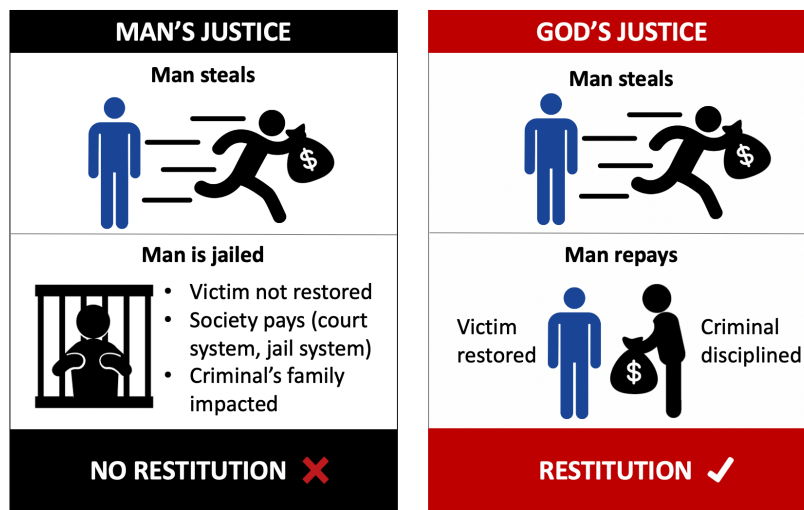 MAN'S JUSTICE
Man steals
$
Man is jailed
• Victim not restored
• Society pays (court
system, jail system)
• Criminal's family
impacted
NO RESTITUTION ❌
GOD'S JUSTICE
Man steals
$
Man repays
Victim
restored
$
Criminal
disciplined
RESTITUTION ✓